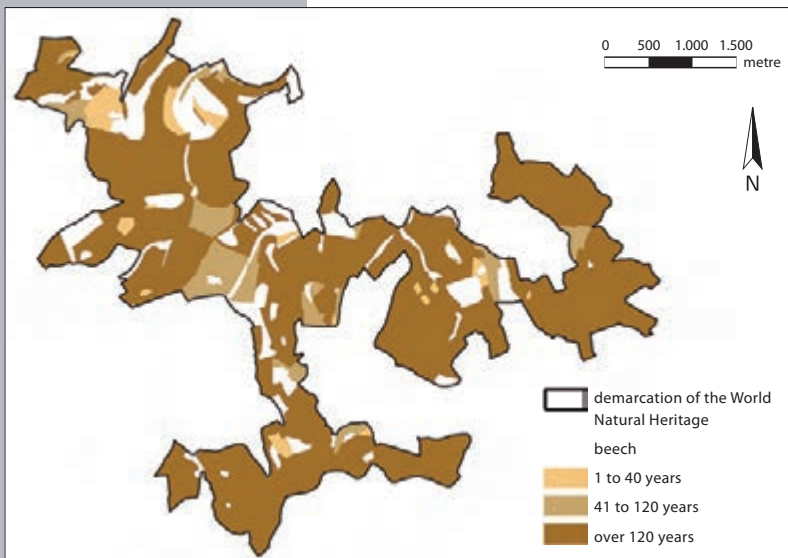 0 500 1.000 1.500
metre
N
demarcation of the World
Natural Heritage
beech
1 to 40 years
41 to 120 years
over 120 years